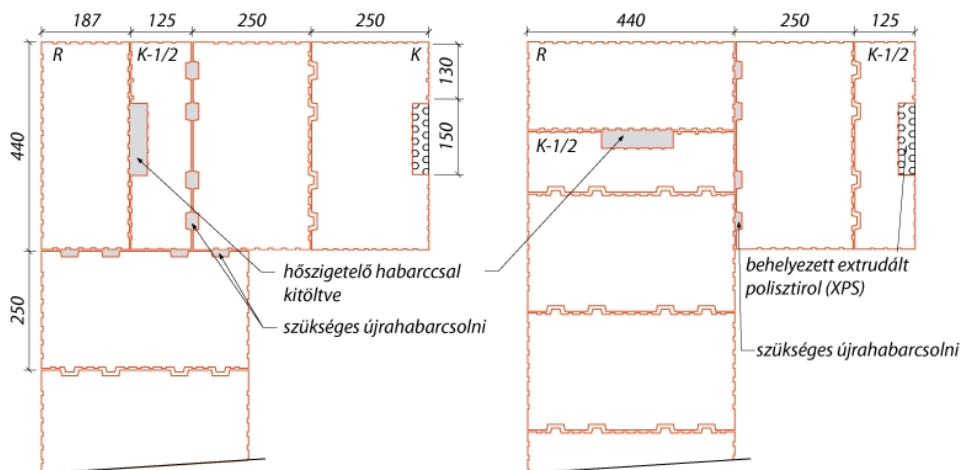 187 125 250 250
R K-1/2 K
130
150
440
250
440 250 125
R K-1/2
K-1/2
hőszigetelő habarccsal
kitöltve
szükséges újrahabarcsolni
behelyezett extrudált
polisztirol (XPS)
szükséges újrahabarcsolni